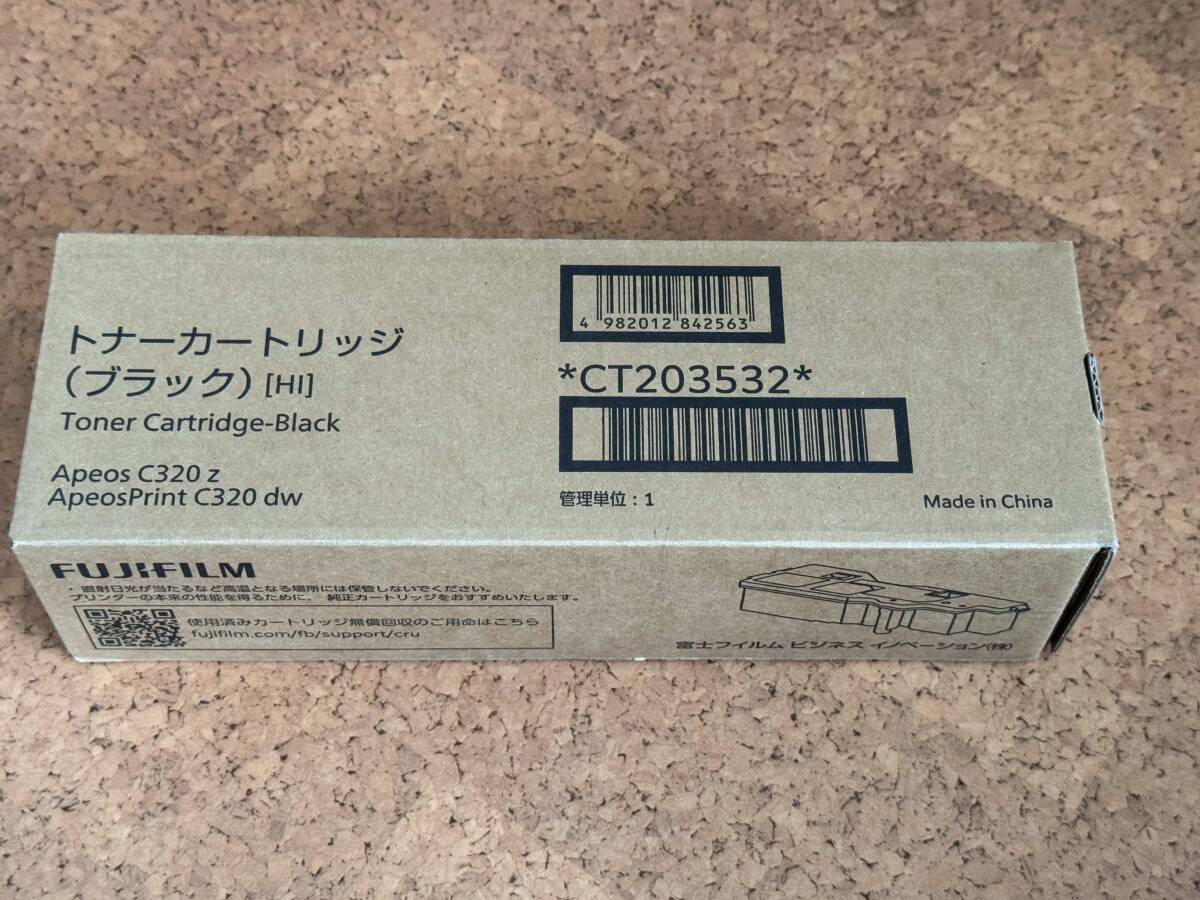 トナーカートリッジ
（ブラック）[HI]
Toner Cartridge-Black
Apeos C320 z
ApeosPrint C320 dw
4 982012 842563
*CT203532*
管理単位：1
Made in China
FUJIFILM
・直射日光が当たるなど高温となる場所には保管しないでください。
プリンターの本来の性能を得るために、純正カートリッジをおすすめいたします。
使用済みカートリッジ無償回収のご用命はこちら
fujifilm.com/fb/support/cru
富士フイルム ビジネス イノベーション(株)